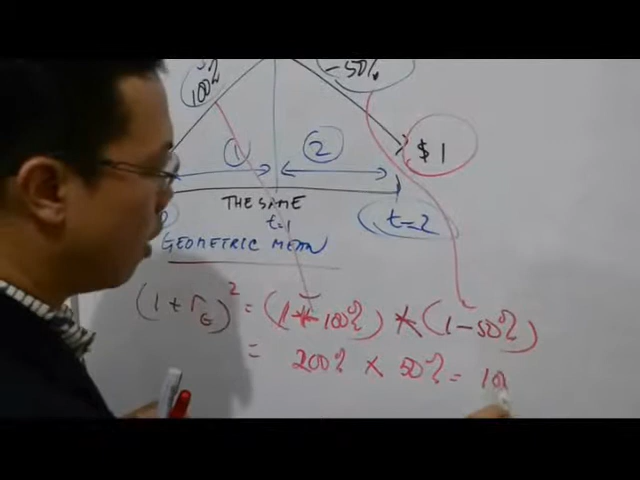 100%
-50%
1
2
$1
THE SAME
t=1
t=2
GEOMETRIC MEAN
(1 + r_G)² = (1 + 100%) * (1 - 50%)
= 200% × 50% = 10